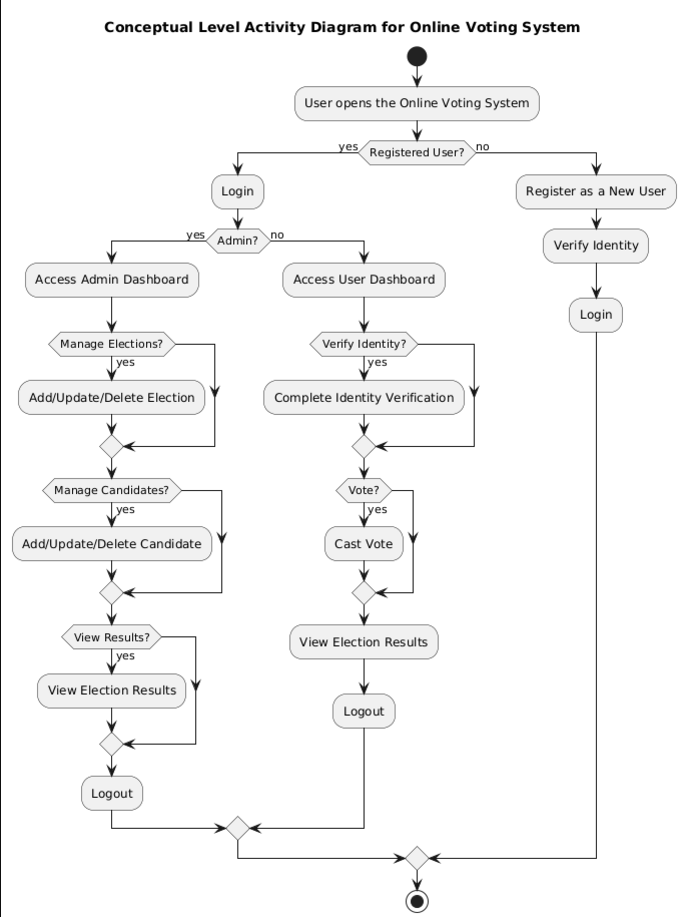 Conceptual Level Activity Diagram for Online Voting System
User opens the Online Voting System
yes
Registered User?
no
Login
Register as a New User
yes
Admin?
no
Verify Identity
Access Admin Dashboard
Access User Dashboard
Login
Manage Elections?
Verify Identity?
yes
yes
Add/Update/Delete Election
Complete Identity Verification
Manage Candidates?
Vote?
yes
yes
Add/Update/Delete Candidate
Cast Vote
View Results?
View Election Results
yes
View Election Results
Logout
Logout